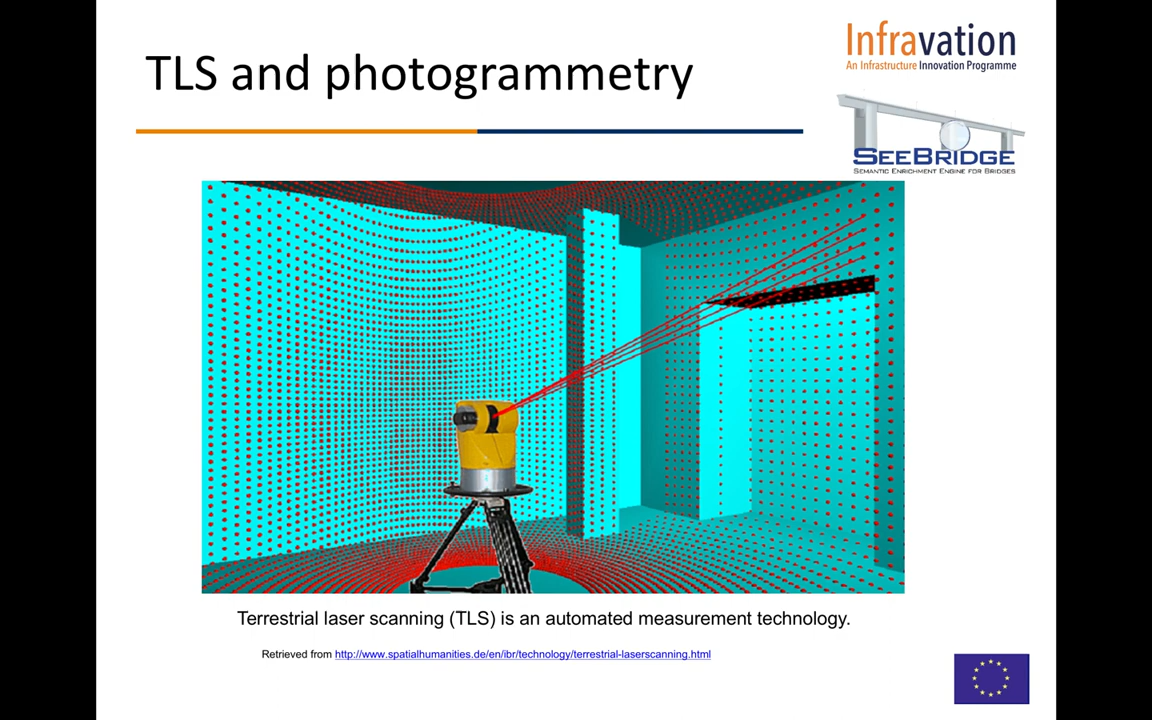 TLS and photogrammetry
Infravation
An Infrastructure Innovation Programme
SEEBRIDGE
SEMANTIC ENRICHMENT ENGINE FOR BRIDGES
Terrestrial laser scanning (TLS) is an automated measurement technology.
Retrieved from http://www.spatialhumanities.de/en/ibr/technology/terrestrial-laserscanning.html